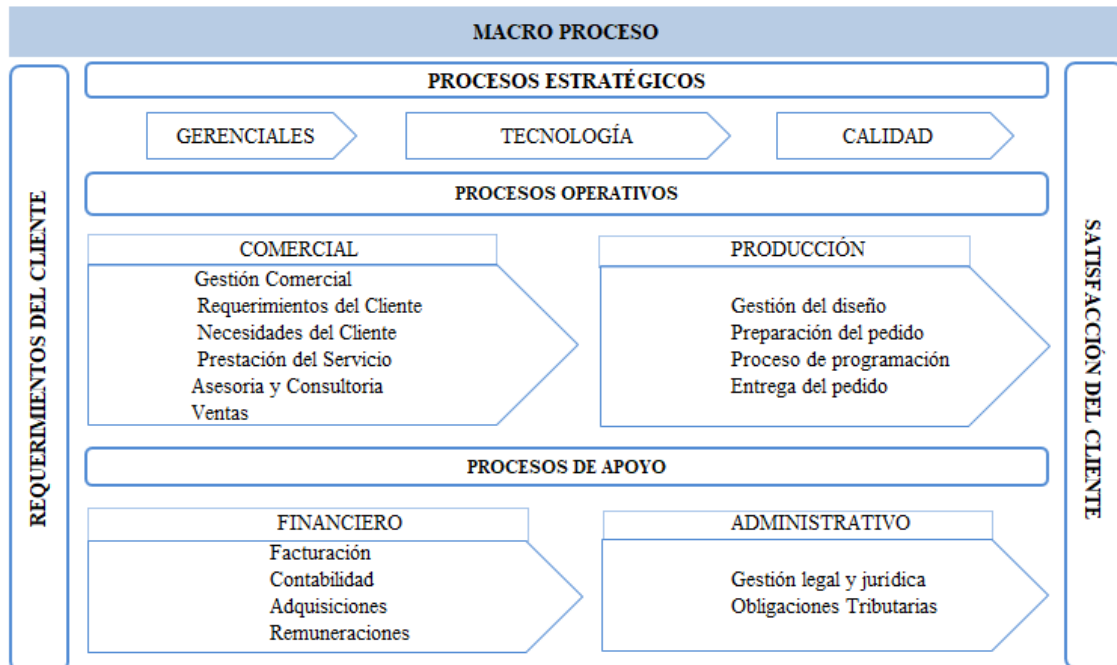 MACRO PROCESO
REQUERIMIENTOS DEL CLIENTE
PROCESOS ESTRATÉGICOS
GERENCIALES
TECNOLOGÍA
CALIDAD
PROCESOS OPERATIVOS
COMERCIAL
Gestión Comercial
Requerimientos del Cliente
Necesidades del Cliente
Prestación del Servicio
Asesoria y Consultoria
Ventas
PRODUCCIÓN
Gestión del diseño
Preparación del pedido
Proceso de programación
Entrega del pedido
PROCESOS DE APOYO
FINANCIERO
Facturación
Contabilidad
Adquisiciones
Remuneraciones
ADMINISTRATIVO
Gestión legal y jurídica
Obligaciones Tributarias
SATISFACCIÓN DEL CLIENTE